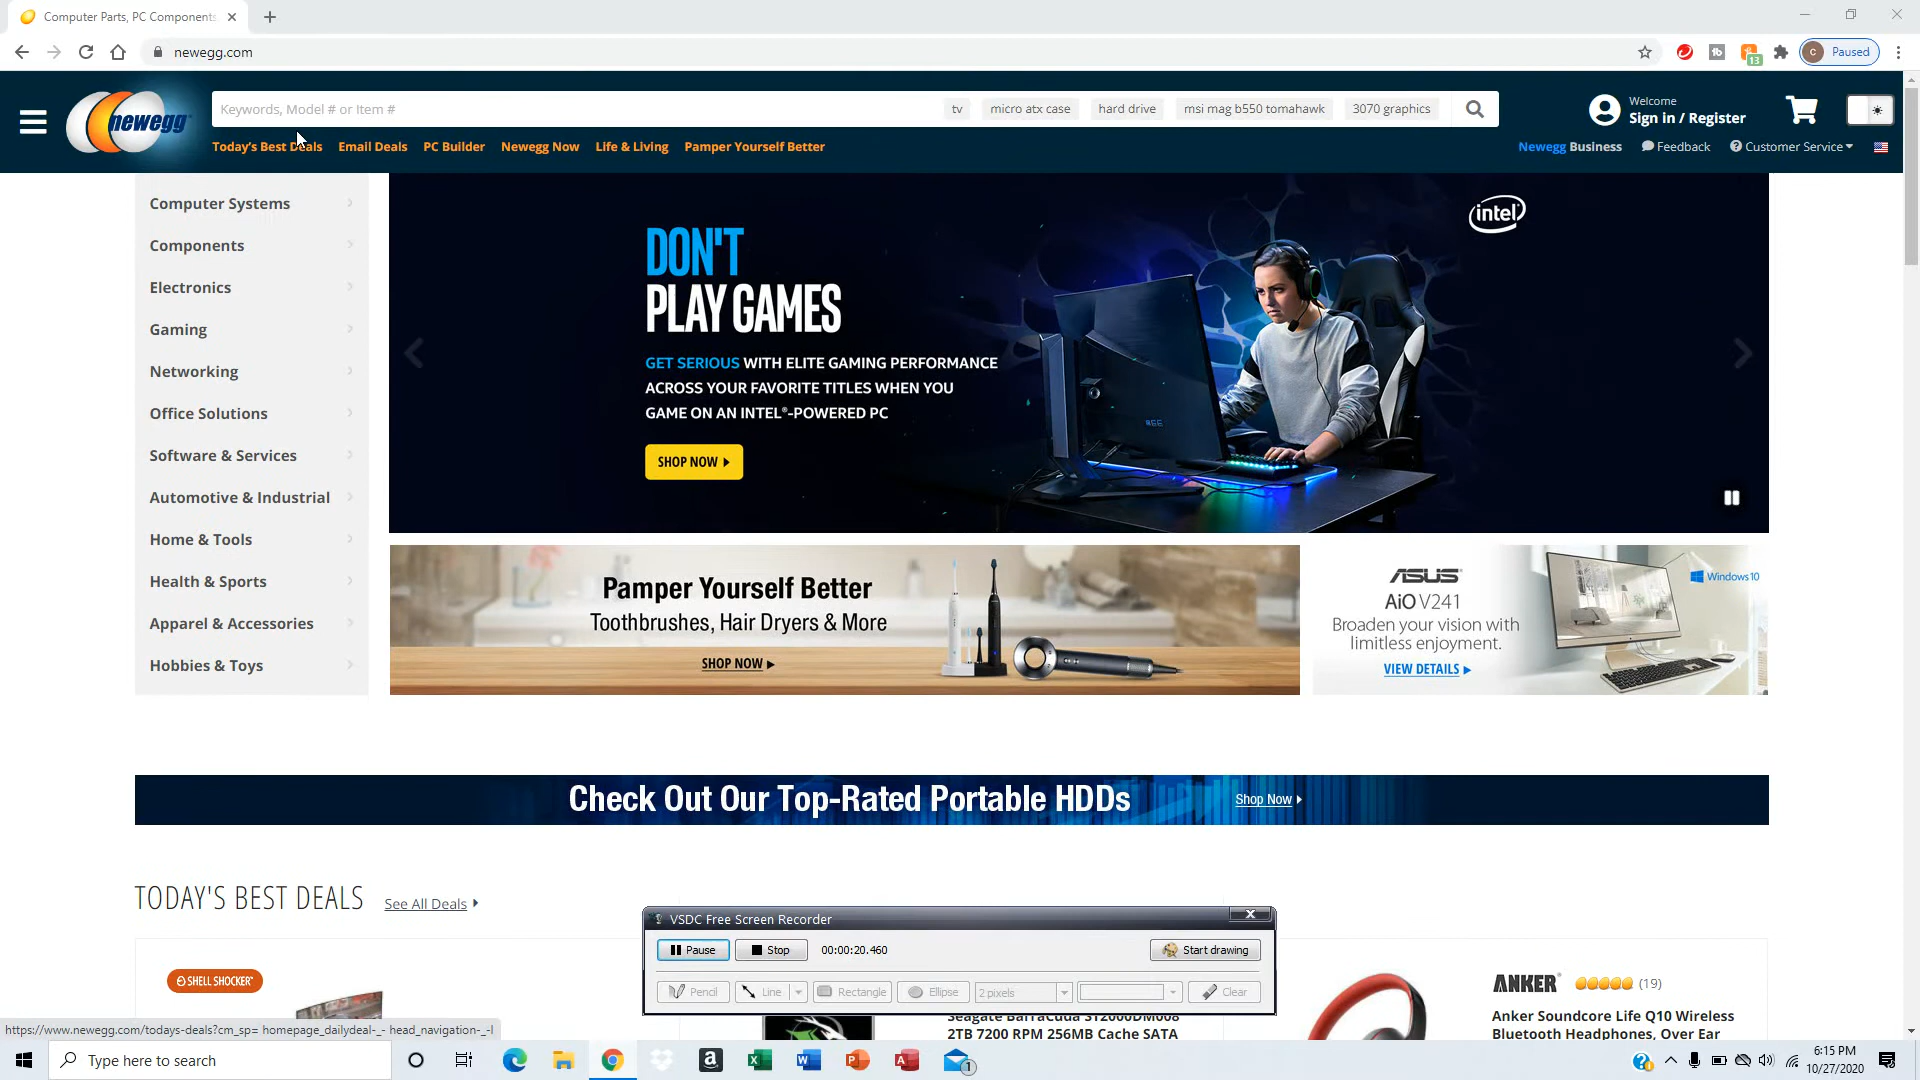 Computer Parts, PC Components
newegg.com
13
C
Paused
newegg
Keywords, Model # or Item #
tv
micro atx case
hard drive
msi mag b550 tomahawk
3070 graphics
Welcome
Sign in / Register
Today's Best Deals
Email Deals
PC Builder
Newegg Now
Life & Living
Pamper Yourself Better
Newegg Business
Feedback
Customer Service
Computer Systems
Components
Electronics
Gaming
Networking
Office Solutions
Software & Services
Automotive & Industrial
Home & Tools
Health & Sports
Apparel & Accessories
Hobbies & Toys
intel
DON'T
PLAY GAMES
GET SERIOUS WITH ELITE GAMING PERFORMANCE
ACROSS YOUR FAVORITE TITLES WHEN YOU
GAME ON AN INTEL®-POWERED PC
SHOP NOW
Pamper Yourself Better
Toothbrushes, Hair Dryers & More
SHOP NOW
ASUS
Windows10
AiO V241
Broaden your vision with
limitless enjoyment.
VIEW DETAILS
Check Out Our Top-Rated Portable HDDs
Shop Now
TODAY'S BEST DEALS
See All Deals
SHELL SHOCKER
VSDC Free Screen Recorder
Pause
Stop
00:00:20.460
Start drawing
Pencil
Line
Rectangle
Ellipse
2 pixels
Clear
Seagate BarraCuda ST2000DM008
2TB 7200 RPM 256MB Cache SATA
ANKER
(19)
Anker Soundcore Life Q10 Wireless
Bluetooth Headphones, Over Ear
https://www.newegg.com/todays-deals?cm_sp= homepage_dailydeal-_- head_navigation-_-I
Type here to search
1
6:15 PM
10/27/2020